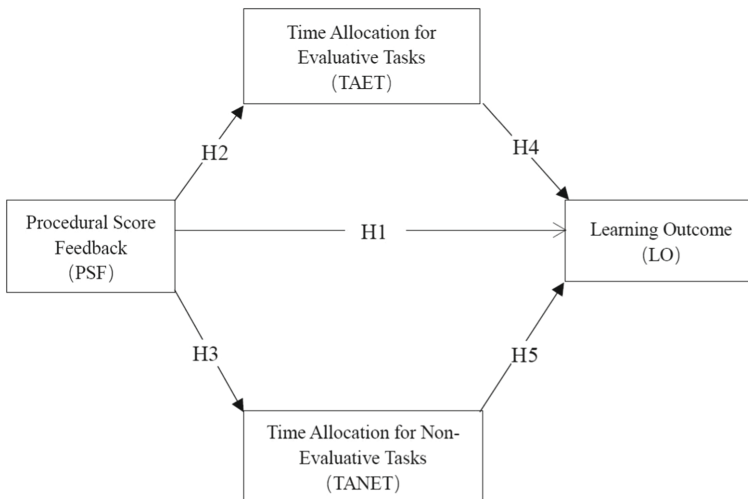 Time Allocation for
Evaluative Tasks
(TAET)
H2
H4
Procedural Score
Feedback
(PSF)
H1
Learning Outcome
(LO)
H3
H5
Time Allocation for Non-
Evaluative Tasks
(TANET)